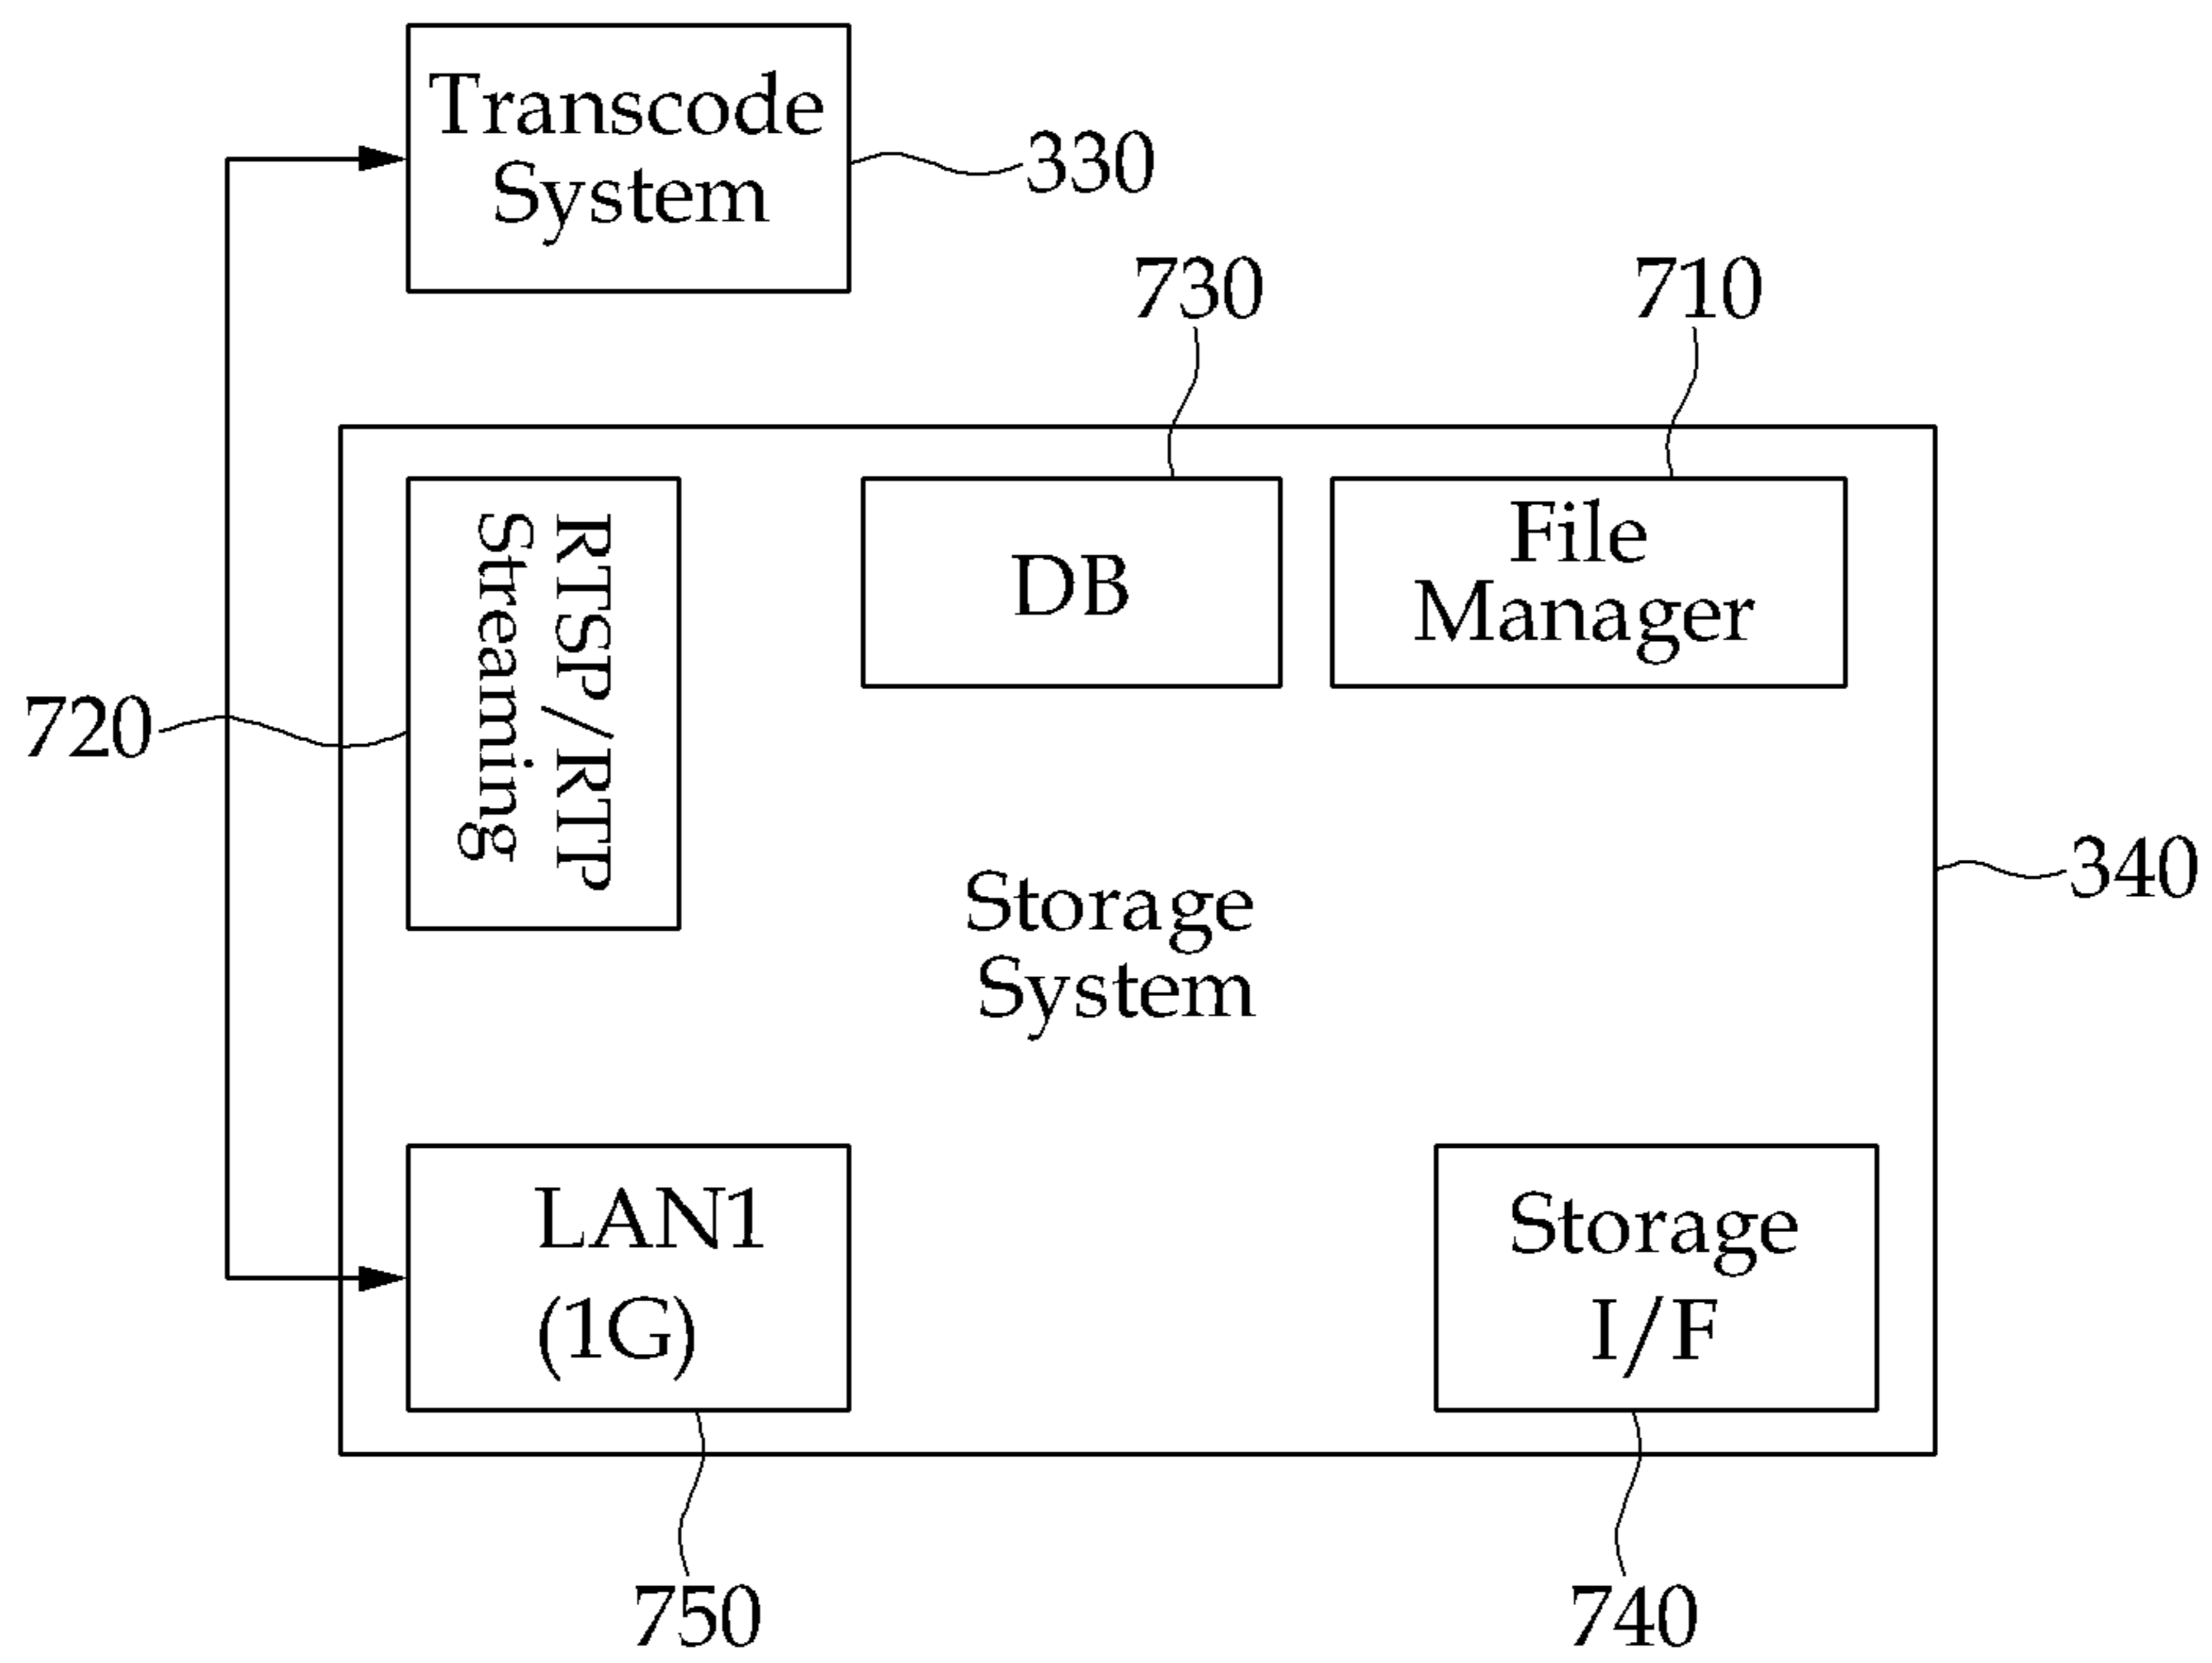 Transcode
System
330
730
710
RTSP/RTP
Streaming
DB
File
Manager
720
Storage
System
340
LAN1
(1G)
Storage
I/F
750
740